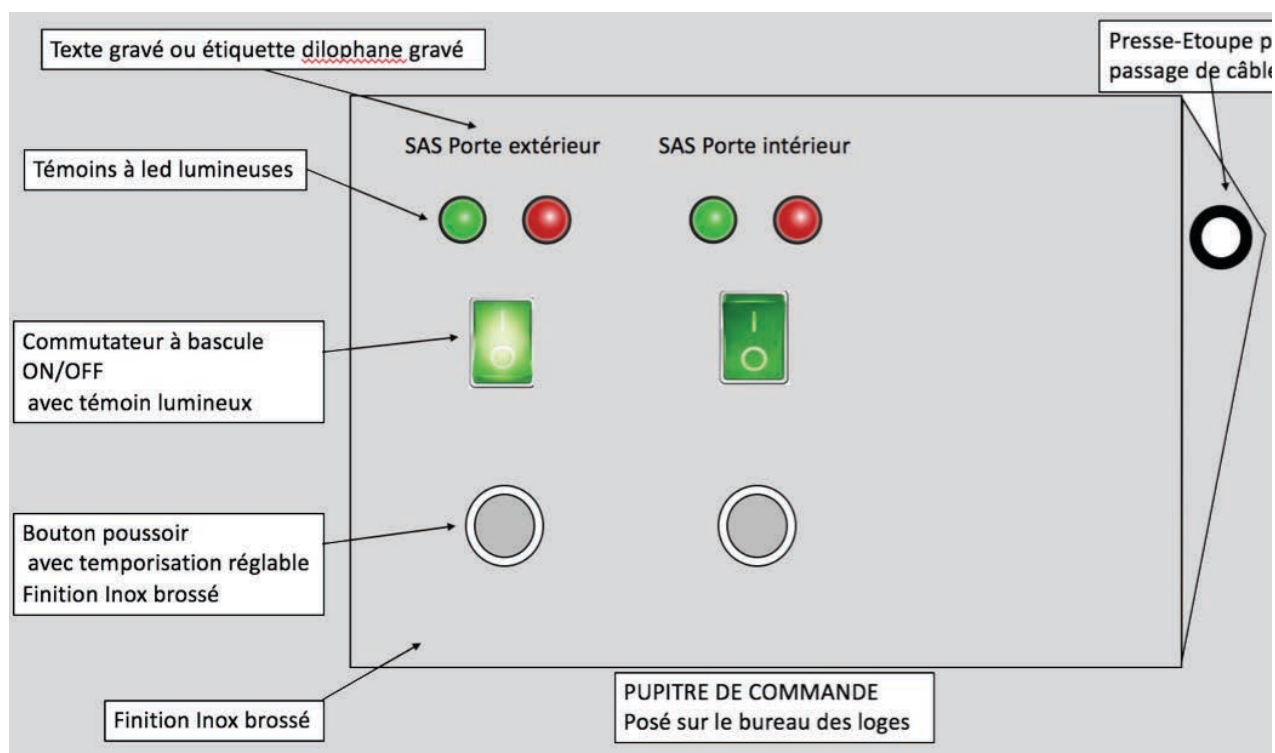 Texte gravé ou étiquette dilophane gravé
Presse-Etoupe p
passage de câble
SAS Porte extérieur
SAS Porte intérieur
Témoins à led lumineuses
Commutateur à bascule
ON/OFF
avec témoin lumineux
Bouton poussoir
avec temporisation réglable
Finition Inox brossé
Finition Inox brossé
PUPITRE DE COMMANDE
Posé sur le bureau des loges